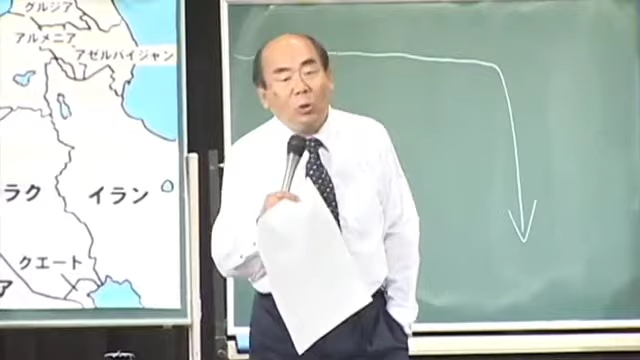 グルジア
アルメニア
アゼルバイジャン
ラク
イラン
クエート
ア